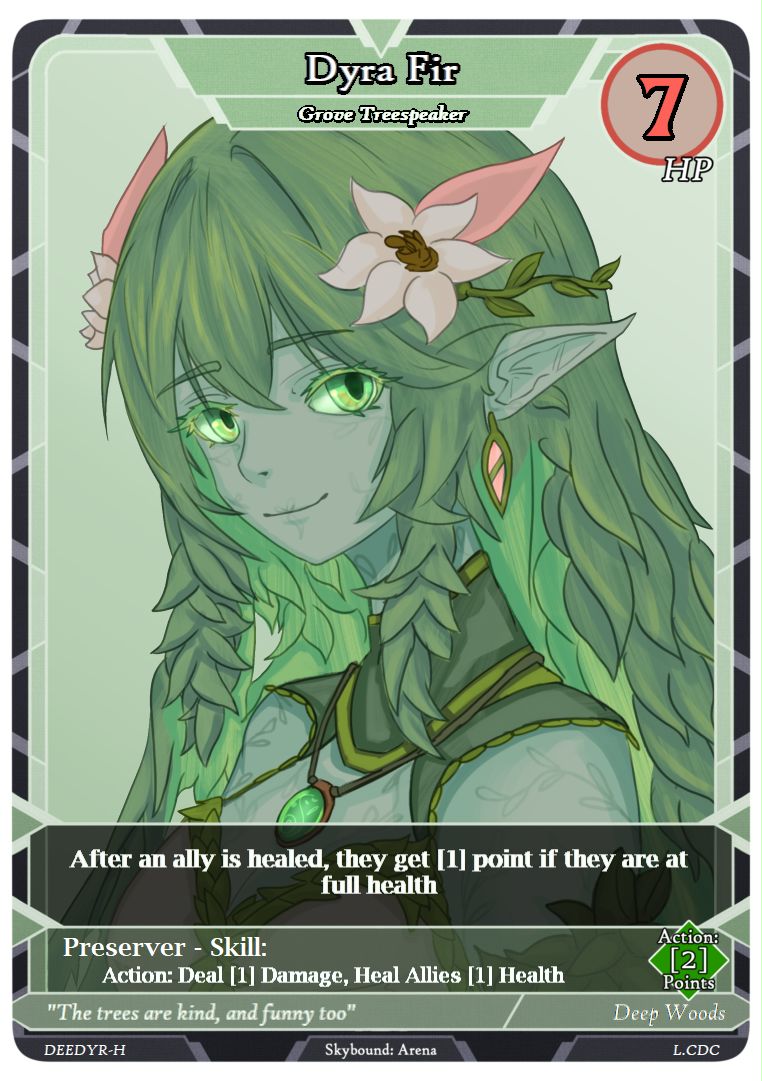 Dyra Fir
Grove Treespeaker
7
HP
After an ally is healed, they get [1] point if they are at
full health
Preserver - Skill:
Action: Deal [1] Damage, Heal Allies [1] Health
Action:
[2]
Points
"The trees are kind, and funny too"
Deep Woods
DEEDYR-H
Skybound: Arena
L.CDC